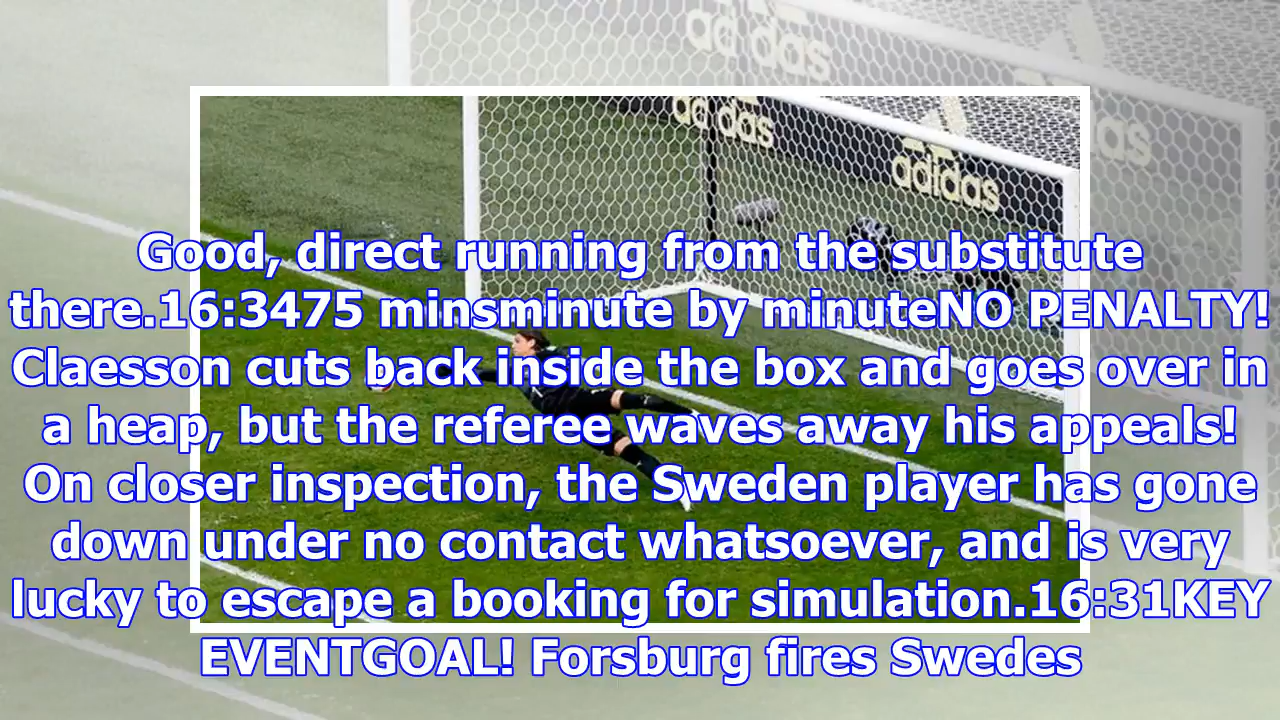 adidas
adidas
adidas
as
Good, direct running from the substitute
there.16:3475 minsminute by minuteNO PENALTY!
Claesson cuts back inside the box and goes over in
a heap, but the referee waves away his appeals!
On closer inspection, the Sweden player has gone
down under no contact whatsoever, and is very
lucky to escape a booking for simulation.16:31KEY
EVENTGOAL! Forsburg fires Swedes